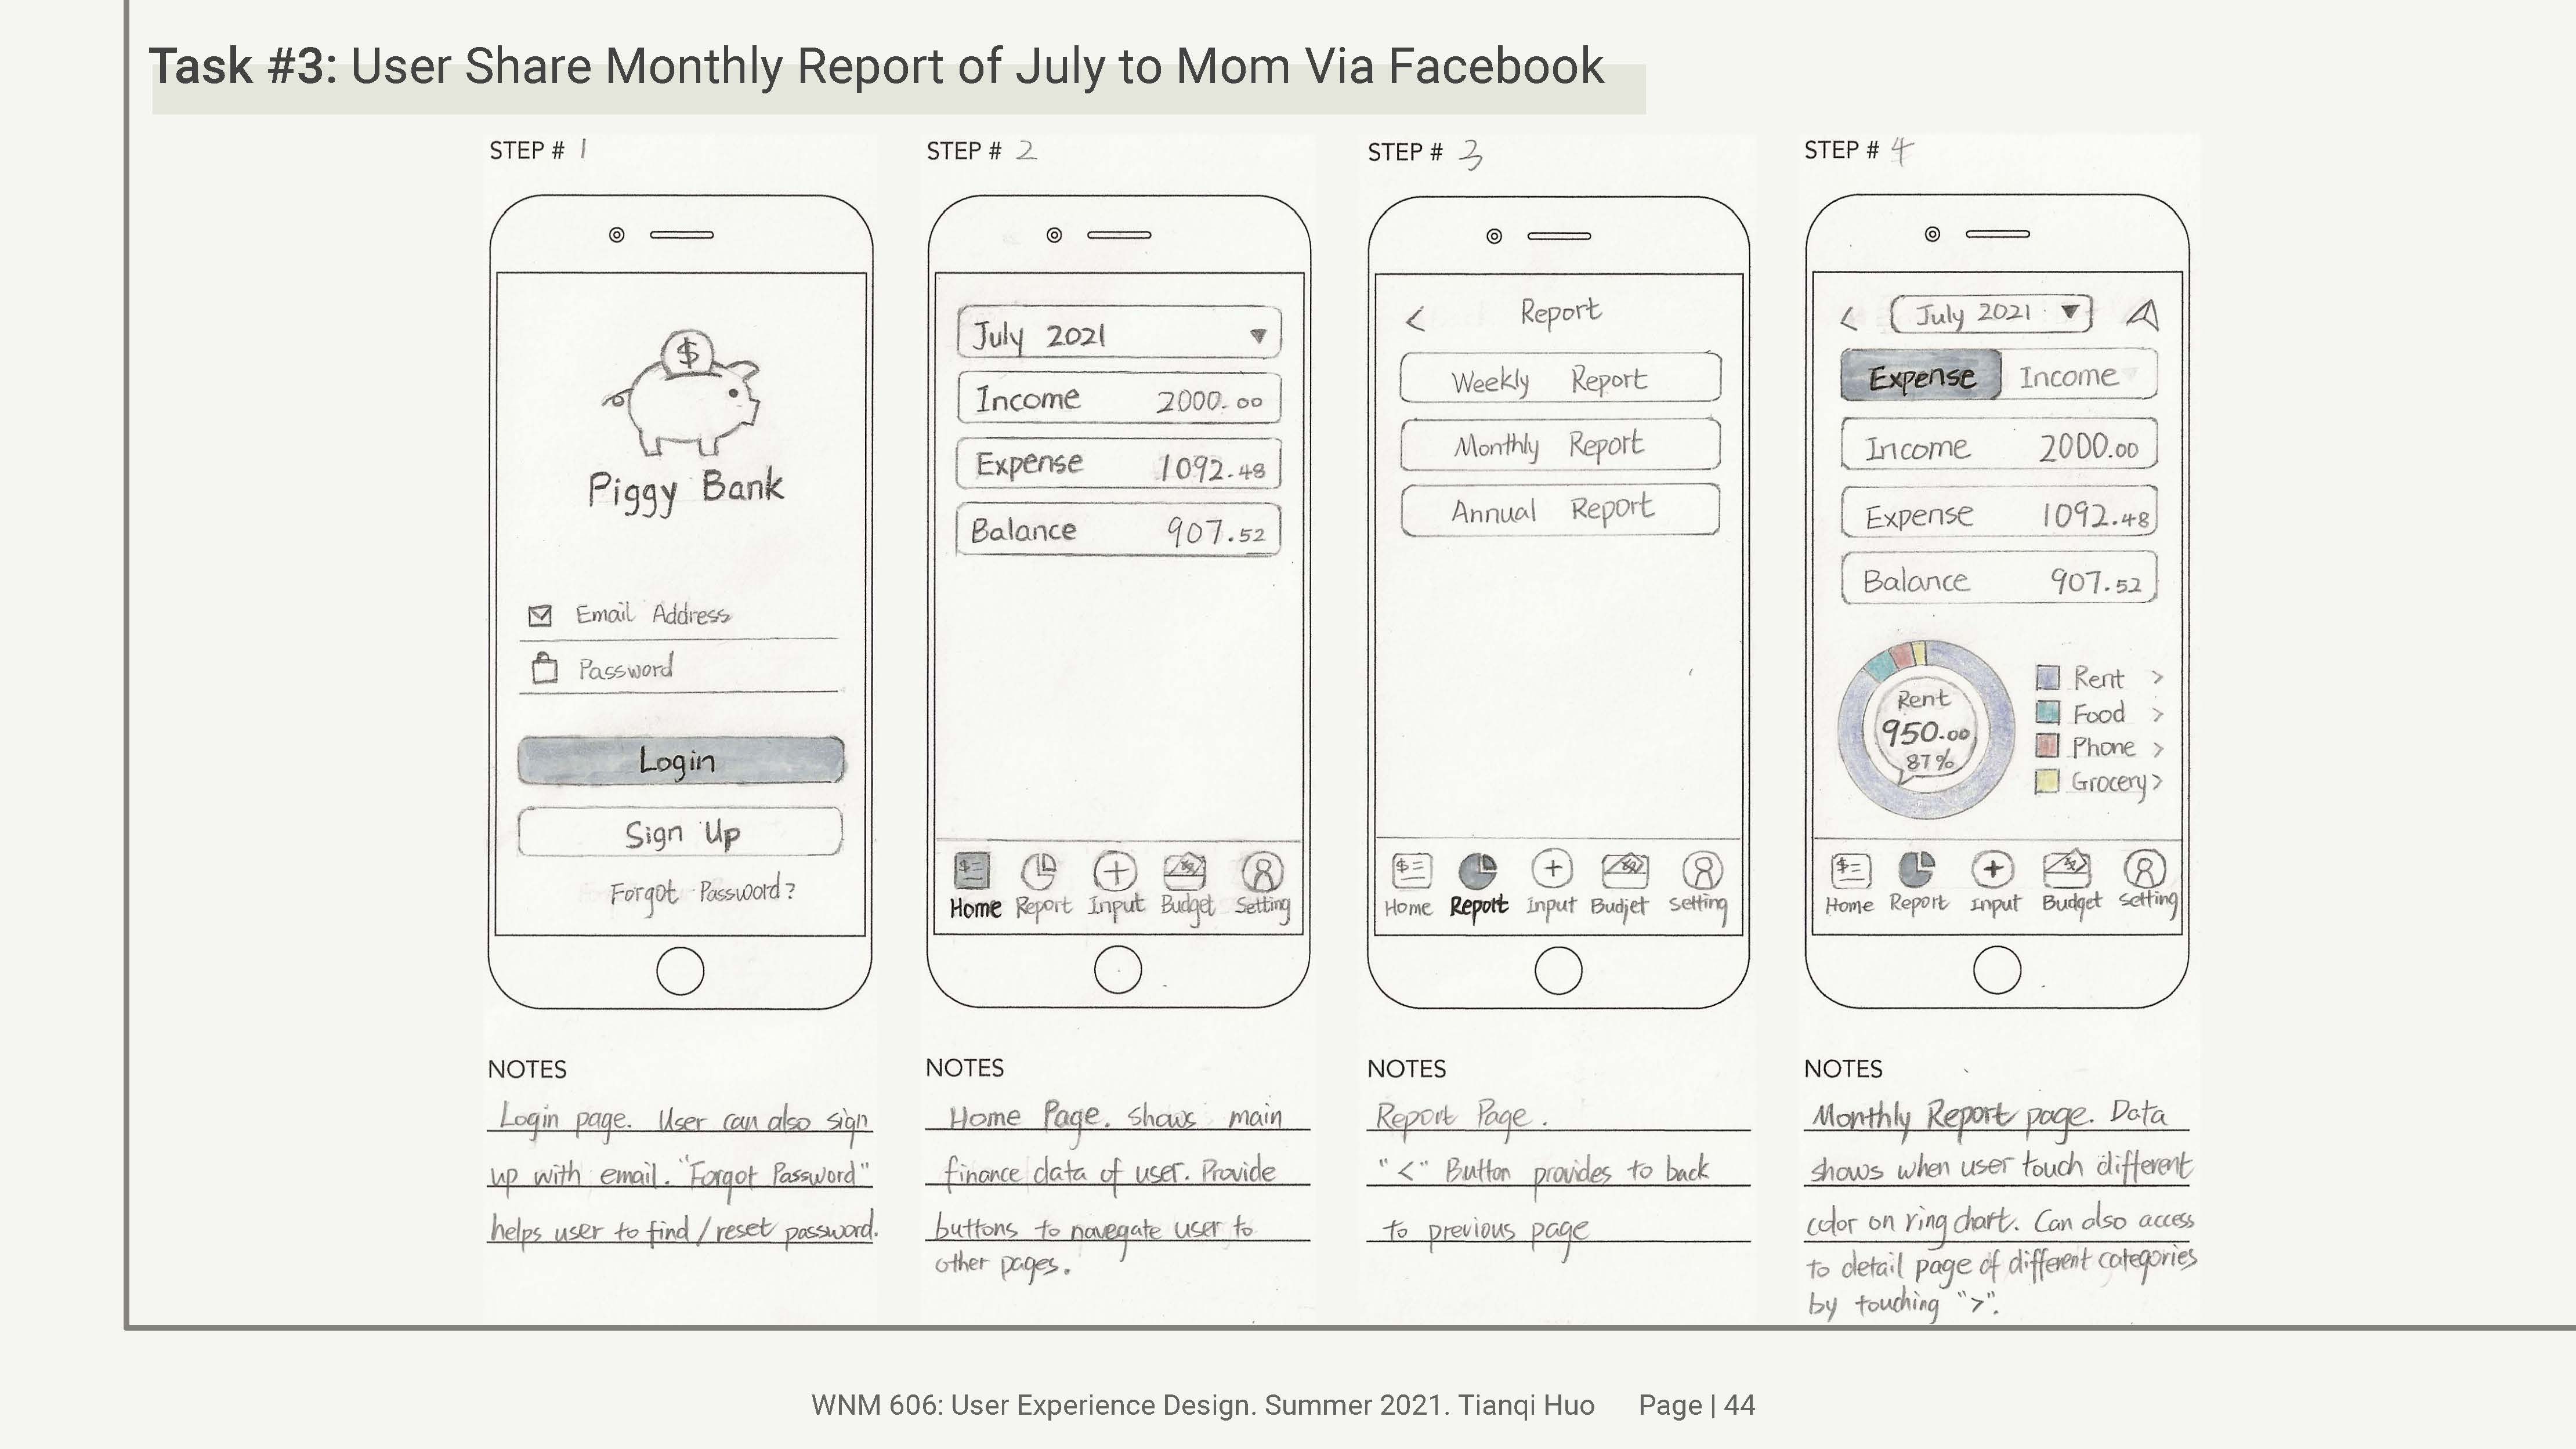 Task #3: User Share Monthly Report of July to Mom Via Facebook
STEP # 1
$
Piggy Bank
Email Address
Password
Login
Sign Up
Forgot Password?
NOTES
Login page. User can also sign
up with email. "Forgot Password"
helps user to find/reset password.
STEP # 2
July 2021 ▼
Income 2000.00
Expense 1092.48
Balance 907.52
$
$
Home Report Input Budget Setting
NOTES
Home Page. Shows main
finance data of user. Provide
buttons to navegate user to
other pages.
STEP # 3
< Report
Weekly Report
Monthly Report
Annual Report
$
$
Home Report Input Budjet Setting
NOTES
Report Page.
"<" Button provides to back
to previous page
STEP # 4
< July 2021 ▼
Expense Income
Income 2000.00
Expense 1092.48
Balance 907.52
Rent
950.00
87%
Rent >
Food >
Phone >
Grocery >
$
$
Home Report Input Budget Setting
NOTES
Monthly Report page. Data
shows when user touch different
color on ring chart. Can also access
to detail page of different categories
by touching ">".
WNM 606: User Experience Design. Summer 2021. Tianqi Huo Page | 44